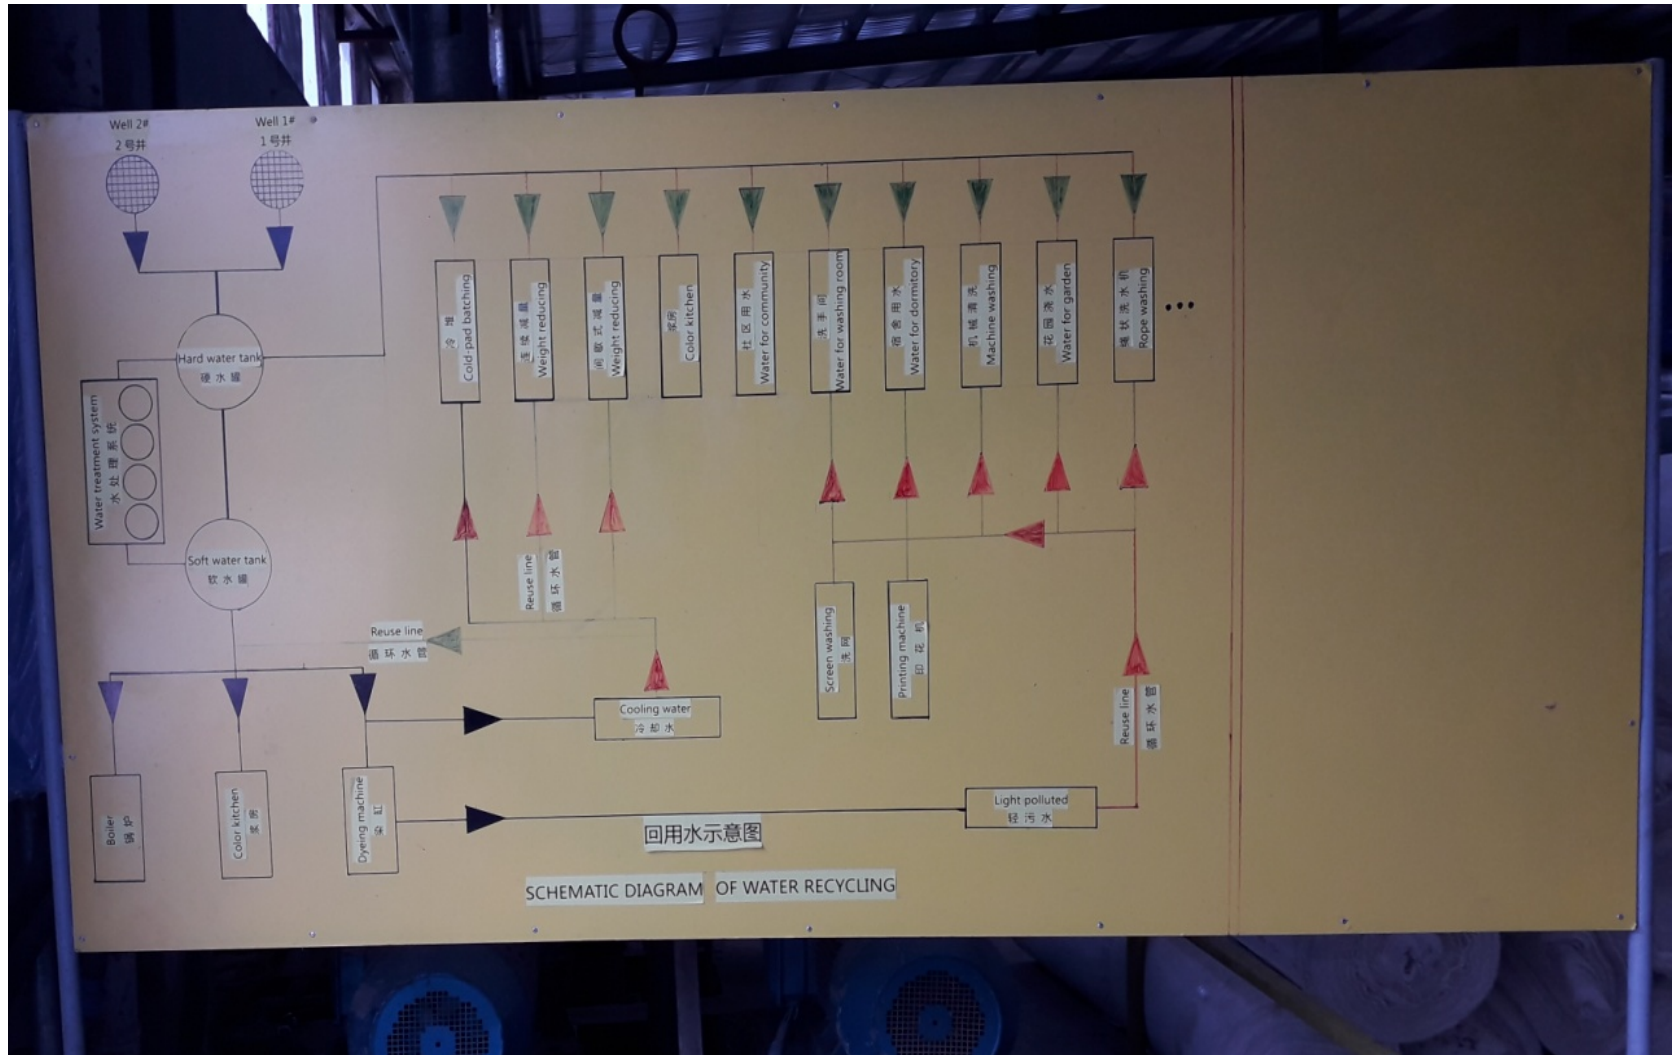 Well 2#
2 号井
Well 1#
1 号井
Hard water tank
硬 水 罐
Water treatment system
水 处 理 系 统
Soft water tank
软 水 罐
冷 堆
Cold-pad batching
连 续 减 量
Weight reducing
间 歇 式 减 量
Weight reducing
浆房
Color kitchen
社 区 用 水
Water for community
洗 手 间
Water for washing room
宿 舍 用 水
Water for dormitory
机 械 清 洗
Machine washing
花 园 浇 水
Water for garden
绳 状 洗 水 机
Rope washing
Reuse line
循 环 水 管
Reuse line
循 环 水 管
Screen washing
洗 网
Printing machine
印 花 机
Reuse line
循 环 水 管
Cooling water
冷 却 水
Boiler
锅 炉
Color kitchen
浆 房
Dyeing machine
染 缸
Light polluted
轻 污 水
回用水示意图
SCHEMATIC DIAGRAM OF WATER RECYCLING